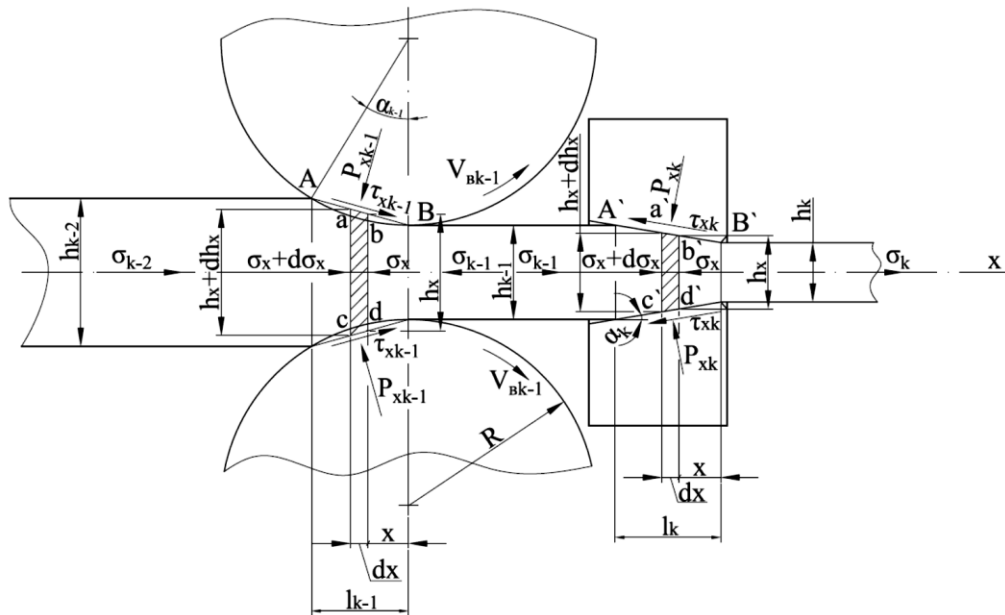 α_{k-1}
P_{xk-1}
V_{вk-1}
A
τ_{xk-1}
a
b
B
h_{k-2}
h_x+dh_x
σ_{k-2}
σ_x+dσ_x
σ_x
h_x
σ_{k-1}
h_{k-1}
σ_{k-1}
c
d
τ_{xk-1}
P_{xk-1}
V_{вk-1}
R
x
dx
l_{k-1}
h_x+dh_x
A`
a`
P_{xk}
τ_{xk}
B`
h_k
b`
σ_x+dσ_x
σ_x
h_x
σ_k
x
c`
d`
α_k
τ_{xk}
P_{xk}
x
dx
l_k